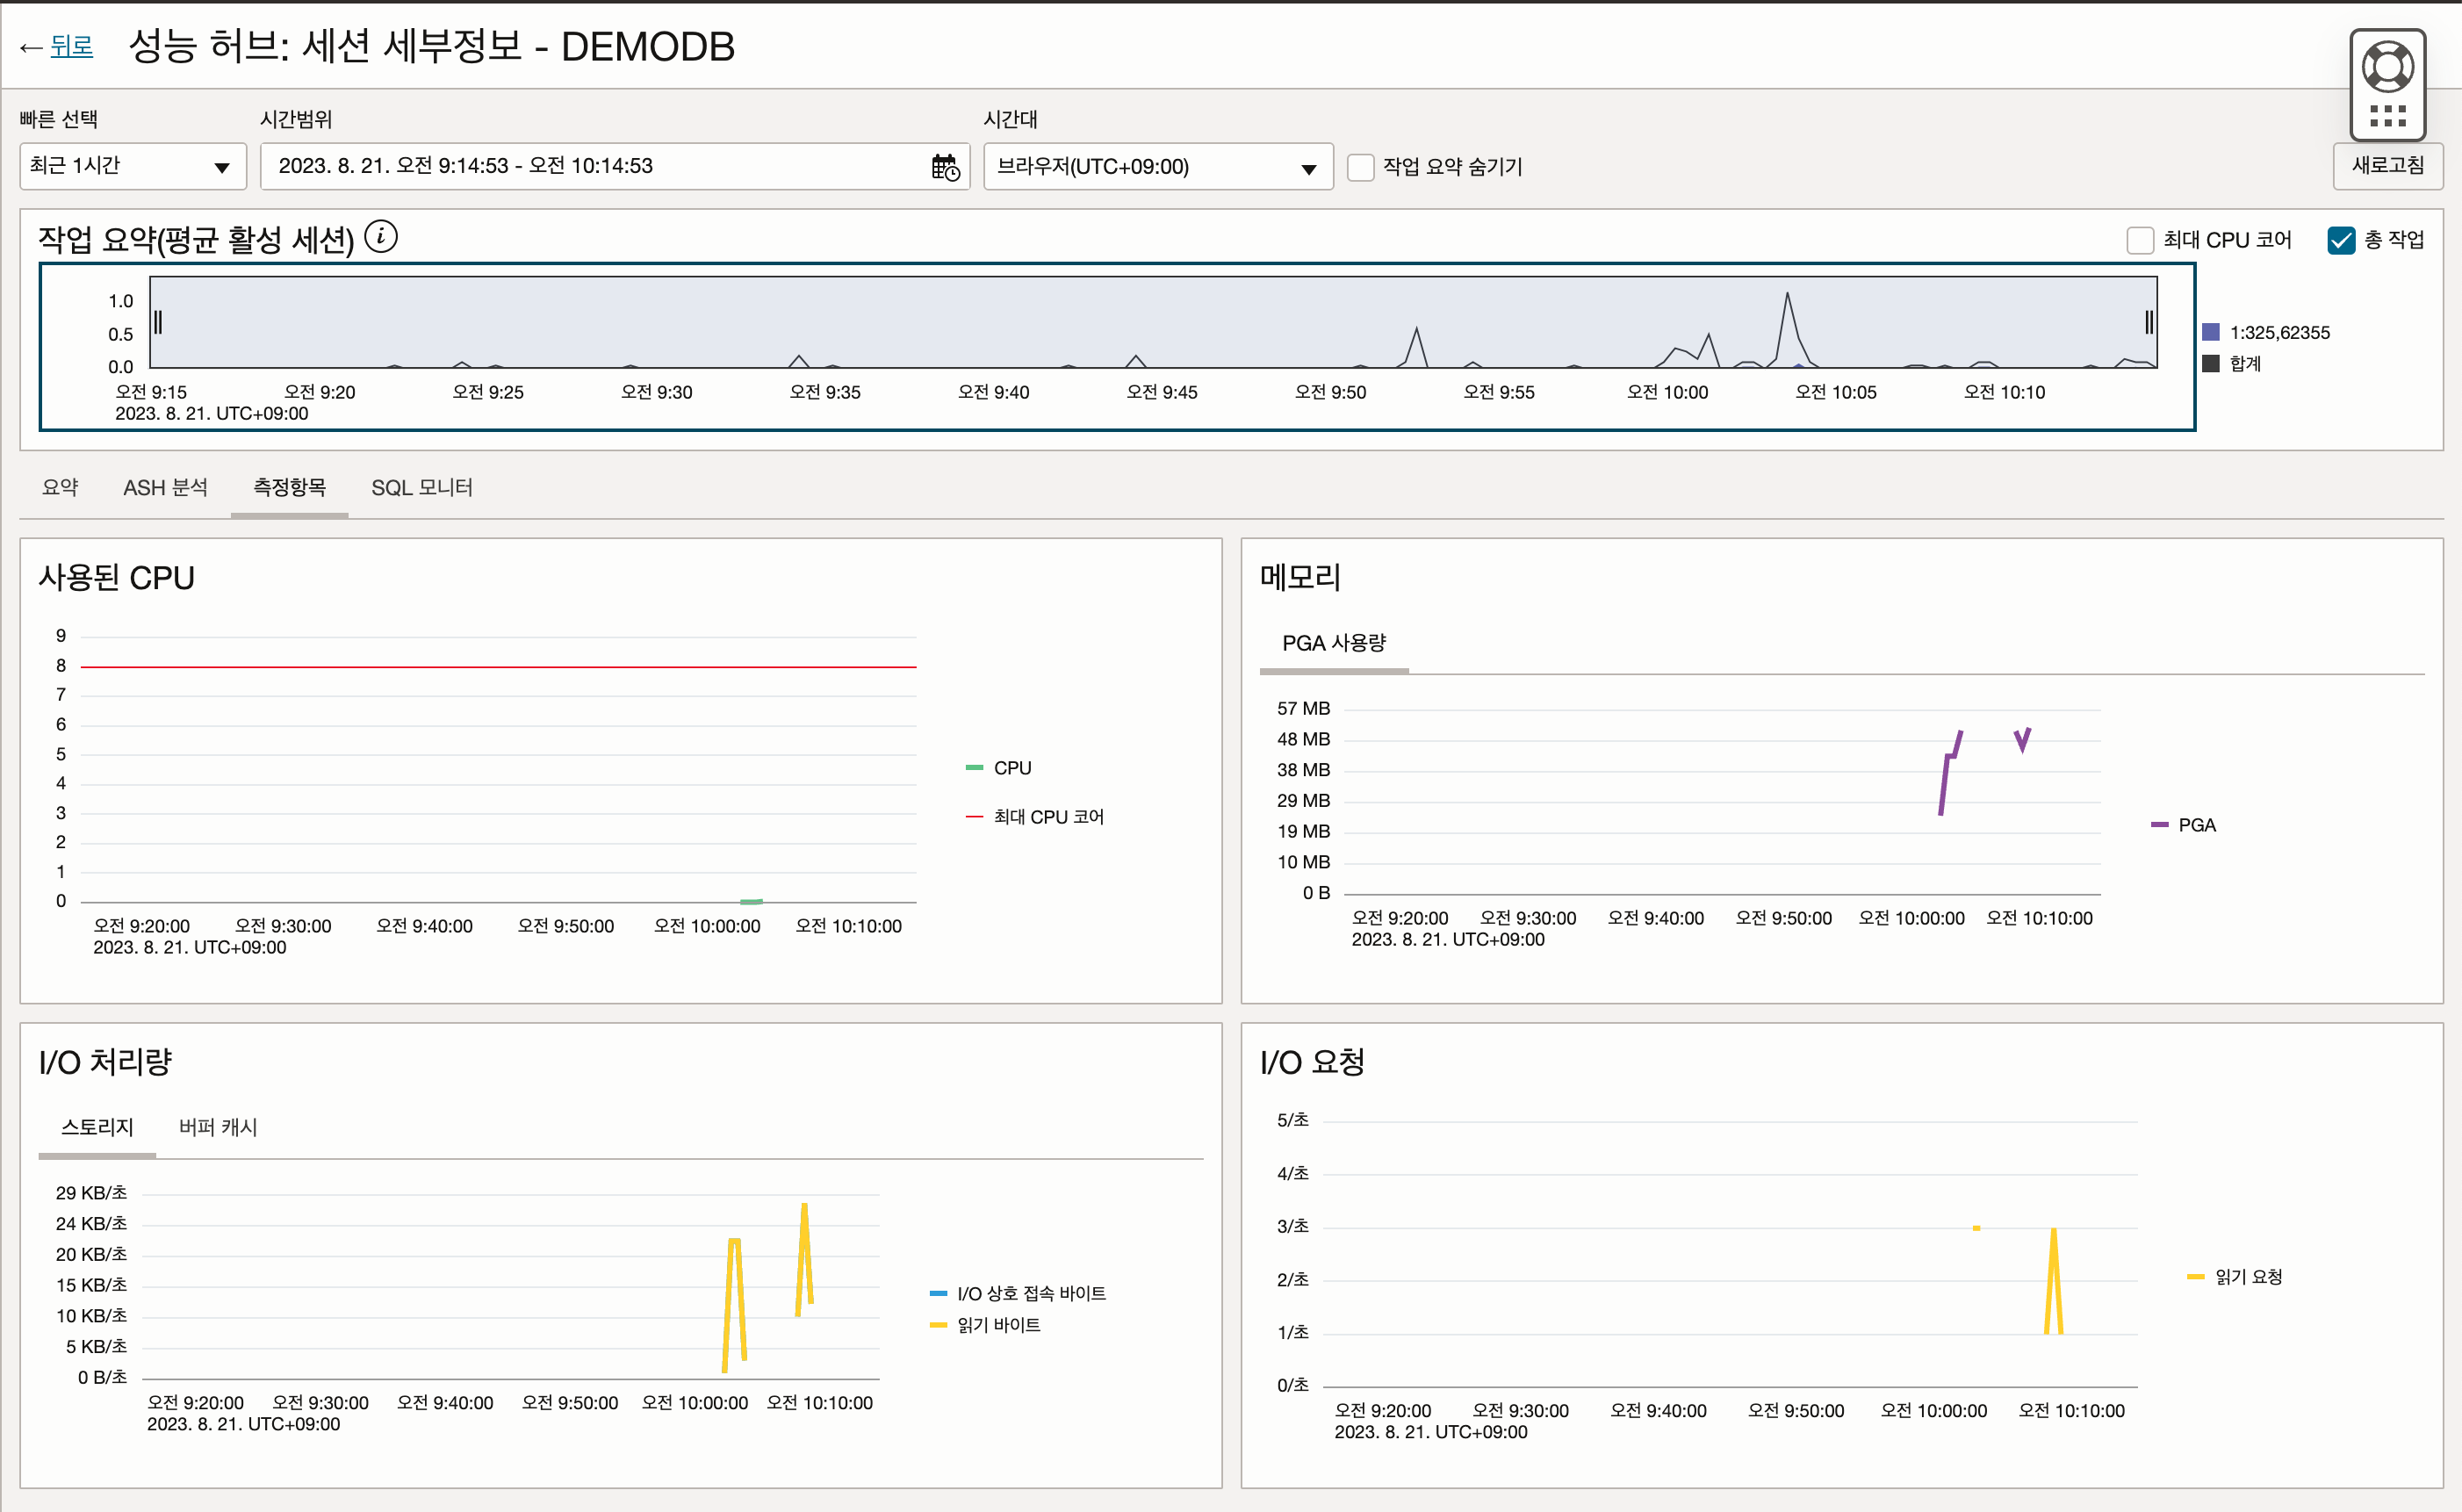 ← 뒤로 성능 허브: 세션 세부정보 - DEMODB
빠른 선택 시간범위 시간대
최근 1시간 2023. 8. 21. 오전 9:14:53 - 오전 10:14:53 브라우저(UTC+09:00) 작업 요약 숨기기 새로고침
작업 요약(평균 활성 세션) i 최대 CPU 코어 총 작업
1.0
0.5
0.0
오전 9:15 오전 9:20 오전 9:25 오전 9:30 오전 9:35 오전 9:40 오전 9:45 오전 9:50 오전 9:55 오전 10:00 오전 10:05 오전 10:10
2023. 8. 21. UTC+09:00
1:325,62355
합계
요약 ASH 분석 측정항목 SQL 모니터
사용된 CPU
9
8
7
6
5
4
3
2
1
0
오전 9:20:00 오전 9:30:00 오전 9:40:00 오전 9:50:00 오전 10:00:00 오전 10:10:00
2023. 8. 21. UTC+09:00
CPU
최대 CPU 코어
메모리
PGA 사용량
57 MB
48 MB
38 MB
29 MB
19 MB
10 MB
0 B
오전 9:20:00 오전 9:30:00 오전 9:40:00 오전 9:50:00 오전 10:00:00 오전 10:10:00
2023. 8. 21. UTC+09:00
PGA
I/O 처리량
스토리지 버퍼 캐시
29 KB/초
24 KB/초
20 KB/초
15 KB/초
10 KB/초
5 KB/초
0 B/초
오전 9:20:00 오전 9:30:00 오전 9:40:00 오전 9:50:00 오전 10:00:00 오전 10:10:00
2023. 8. 21. UTC+09:00
I/O 상호 접속 바이트
읽기 바이트
I/O 요청
5/초
4/초
3/초
2/초
1/초
0/초
오전 9:20:00 오전 9:30:00 오전 9:40:00 오전 9:50:00 오전 10:00:00 오전 10:10:00
2023. 8. 21. UTC+09:00
읽기 요청